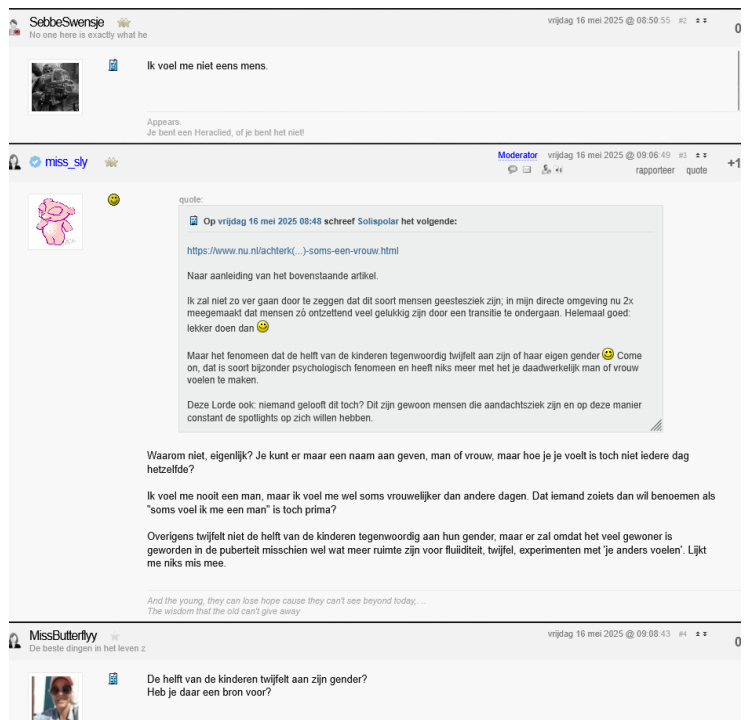 SebbeSwensje
vrijdag 16 mei 2025 @ 08:50:55 #2
0
No one here is exactly what he
Ik voel me niet eens mens.
Appears.
Je bent een Heraclied, of je bent het niet!
miss_sly
Moderator vrijdag 16 mei 2025 @ 09:06:49 #3
+1
rapporteer quote
quote:
Op vrijdag 16 mei 2025 08:48 schreef Solispolar het volgende:
https://www.nu.nl/achterk(...)-soms-een-vrouw.html
Naar aanleiding van het bovenstaande artikel.
Ik zal niet zo ver gaan door te zeggen dat dit soort mensen geestesziek zijn; in mijn directe omgeving nu 2x
meegemaakt dat mensen zó ontzettend veel gelukkig zijn door een transitie te ondergaan. Helemaal goed:
lekker doen dan
Maar het fenomeen dat de helft van de kinderen tegenwoordig twijfelt aan zijn of haar eigen gender Come
on, dat is soort bijzonder psychologisch fenomeen en heeft niks meer met het je daadwerkelijk man of vrouw
voelen te maken.
Deze Lorde ook: niemand gelooft dit toch? Dit zijn gewoon mensen die aandachtsziek zijn en op deze manier
constant de spotlights op zich willen hebben.
Waarom niet, eigenlijk? Je kunt er maar een naam aan geven, man of vrouw, maar hoe je je voelt is toch niet iedere dag
hetzelfde?
Ik voel me nooit een man, maar ik voel me wel soms vrouwelijker dan andere dagen. Dat iemand zoiets dan wil benoemen als
"soms voel ik me een man" is toch prima?
Overigens twijfelt niet de helft van de kinderen tegenwoordig aan hun gender, maar er zal omdat het veel gewoner is
geworden in de puberteit misschien wel wat meer ruimte zijn voor fluiïditeit, twijfel, experimenten met 'je anders voelen'. Lijkt
me niks mis mee.
And the young, they can lose hope cause they can't see beyond today,. ..
The wisdom that the old can't give away
MissButterflyy
vrijdag 16 mei 2025 @ 09:08:43 #4
0
De beste dingen in het leven z
De helft van de kinderen twijfelt aan zijn gender?
Heb je daar een bron voor?